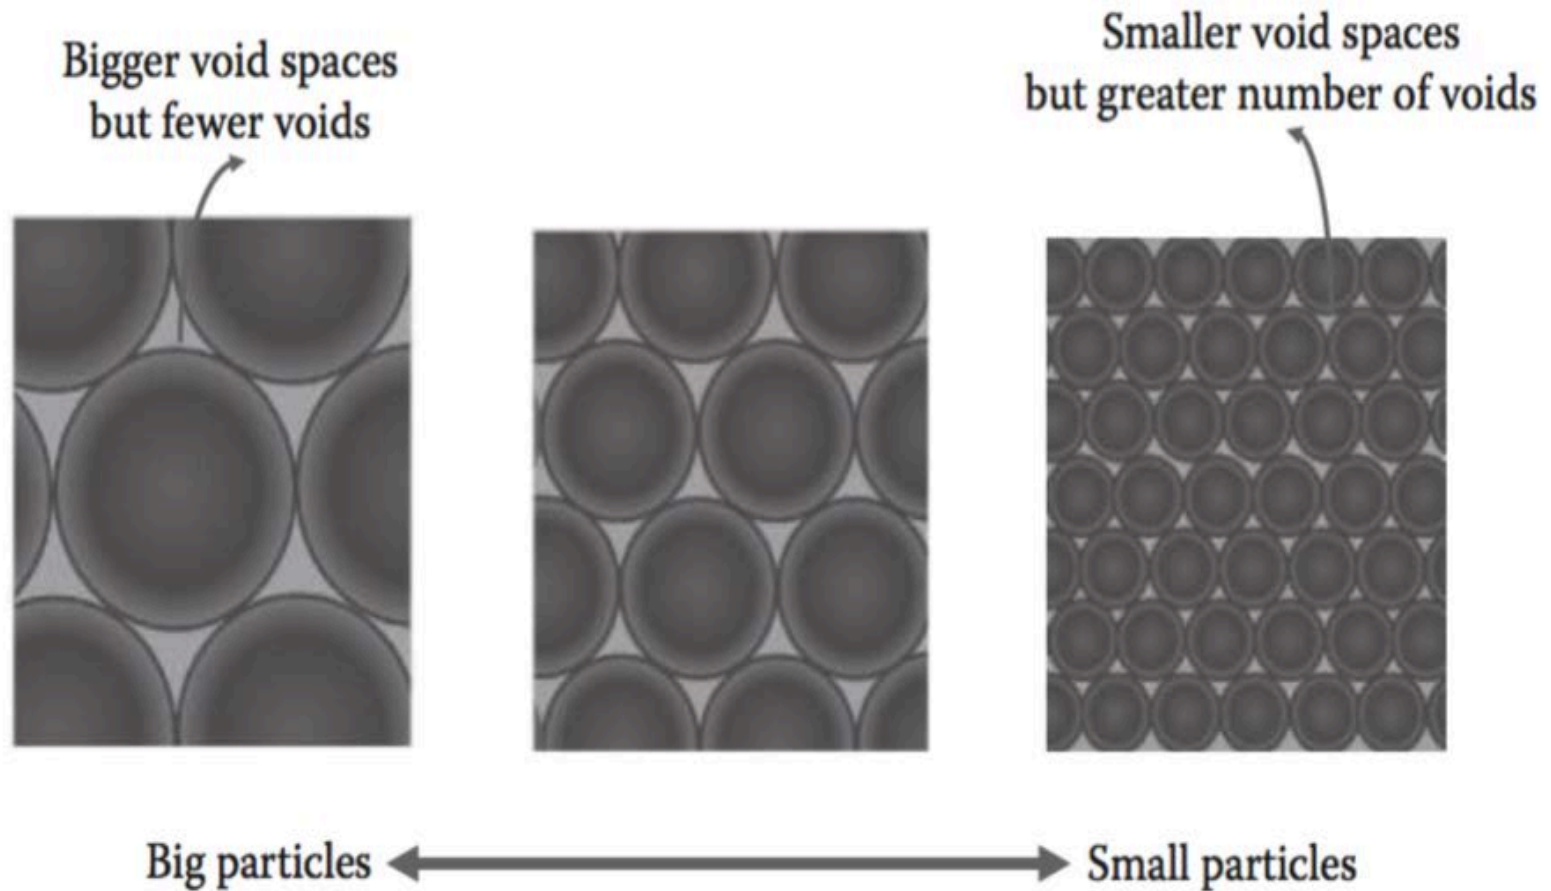 Bigger void spaces
but fewer voids
Smaller void spaces
but greater number of voids
Big particles
Small particles